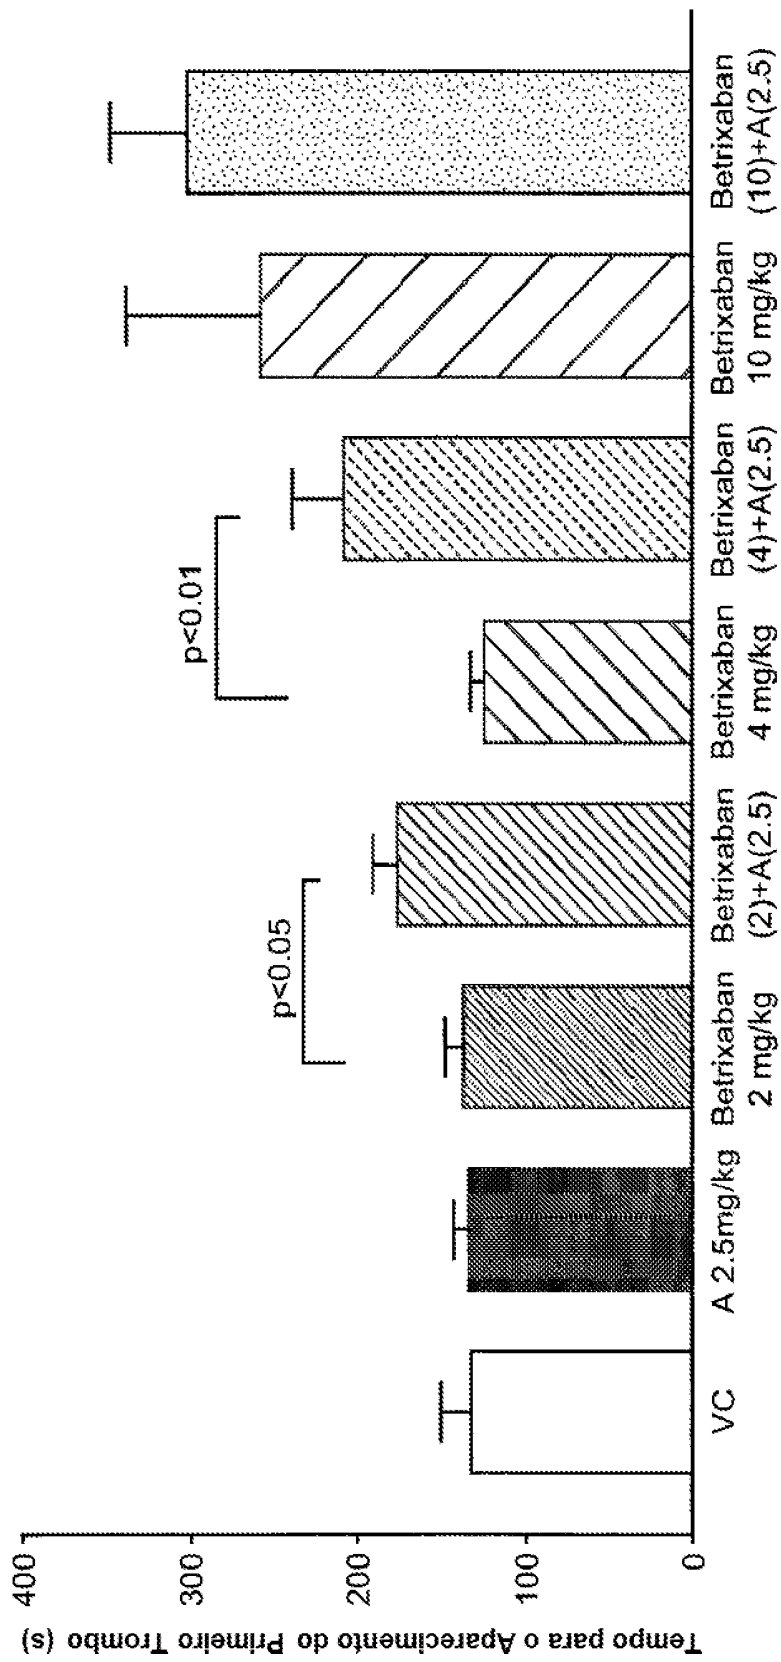 Tempo para o Aparecimento do Primeiro Trombo (s)
400
300
200
100
0
p<0.05
p<0.01
VC
A 2.5mg/kg
Betrixaban
2 mg/kg
Betrixaban
(2)+A(2.5)
Betrixaban
4 mg/kg
Betrixaban
(4)+A(2.5)
Betrixaban
10 mg/kg
Betrixaban
(10)+A(2.5)